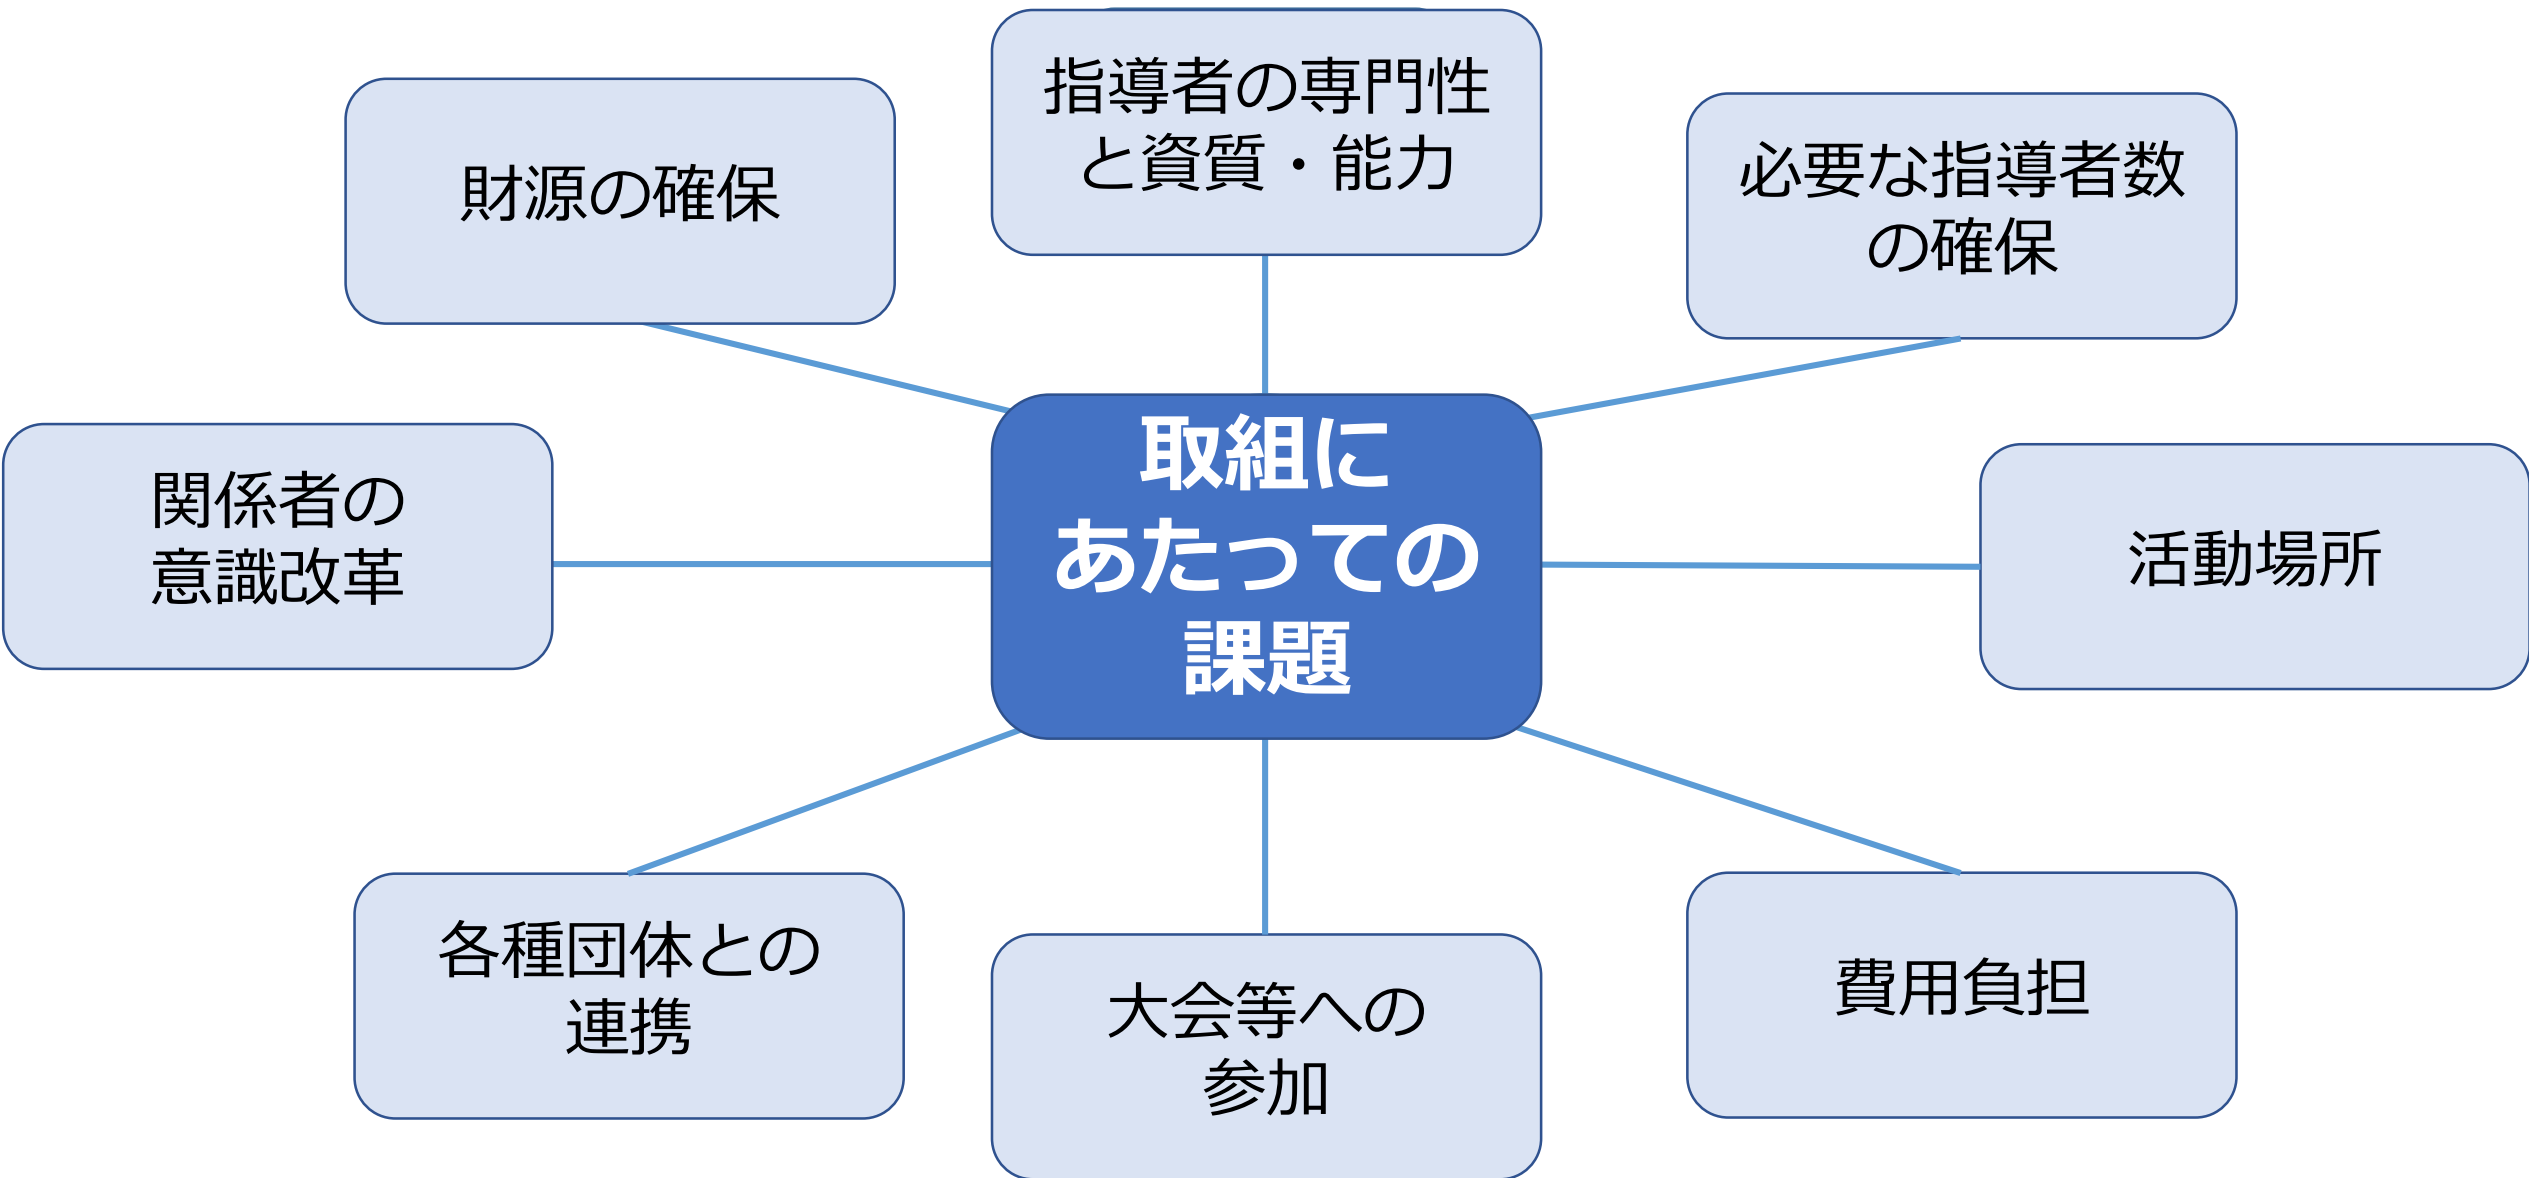 指導者の専門性
と資質・能力
財源の確保
必要な指導者数
の確保
取組に
あたっての
課題
関係者の
意識改革
活動場所
各種団体との
連携
大会等への
参加
費用負担